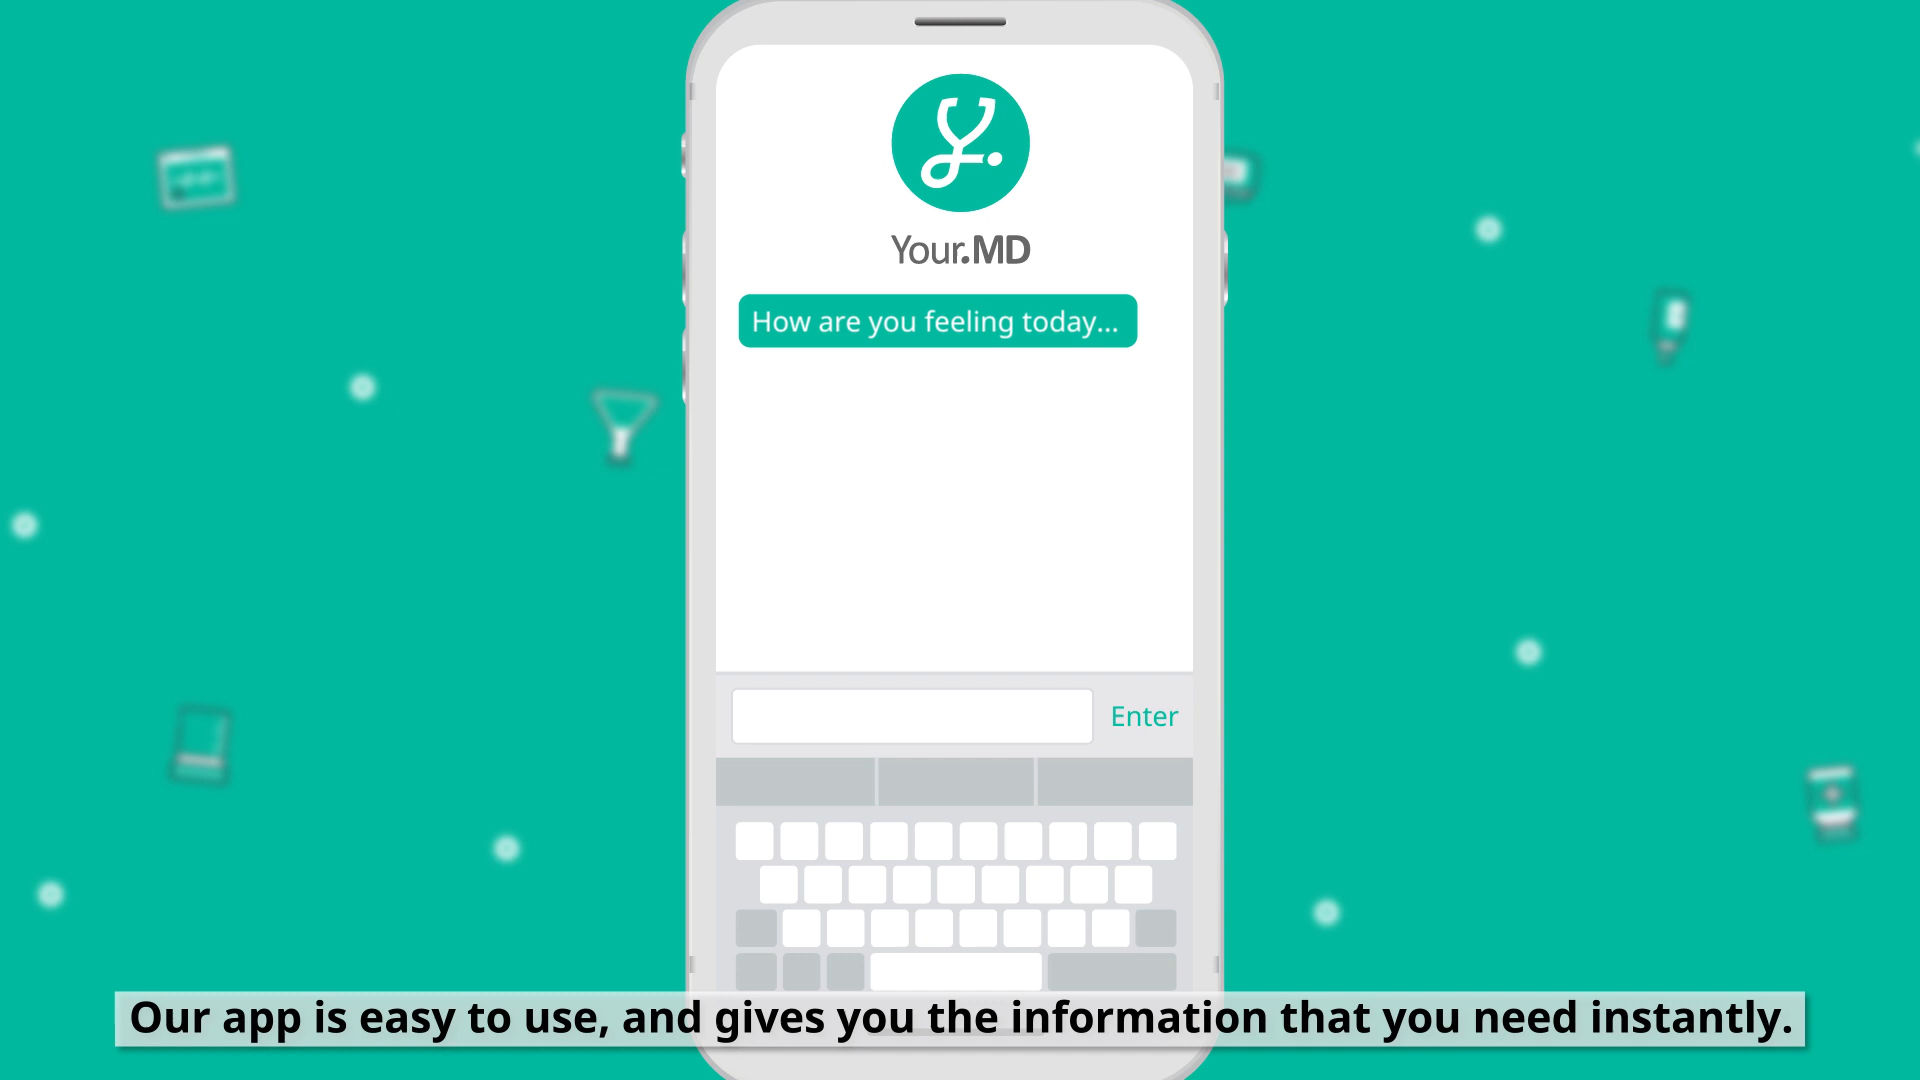 Your.MD
How are you feeling today...
Enter
Our app is easy to use, and gives you the information that you need instantly.